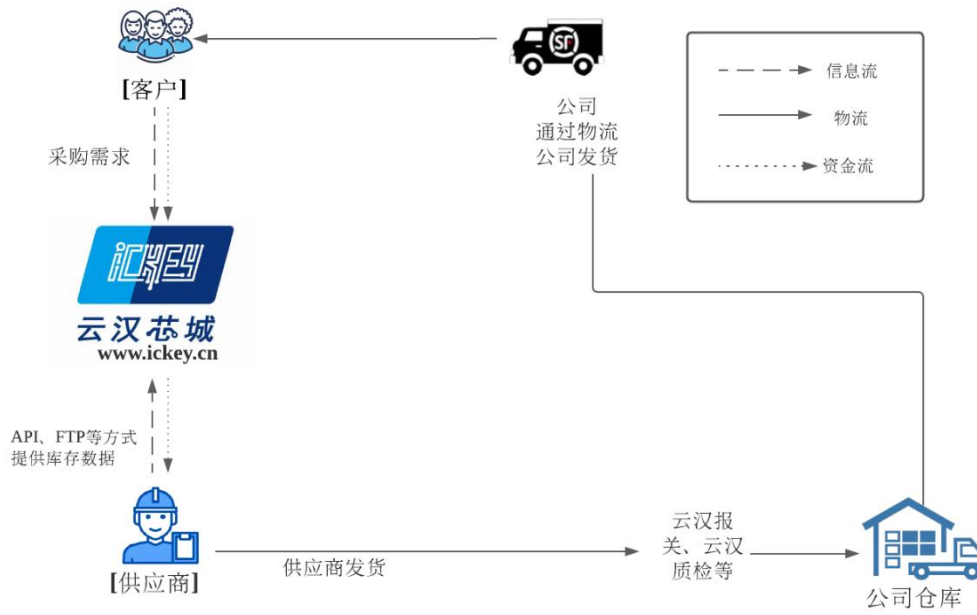 SF
[客户]
公司
通过物流
公司发货
信息流
物流
资金流
采购需求
ICKEY
云汉芯城
www.ickey.cn
API、FTP等方式
提供库存数据
[供应商]
供应商发货
云汉报
关、云汉
质检等
公司仓库